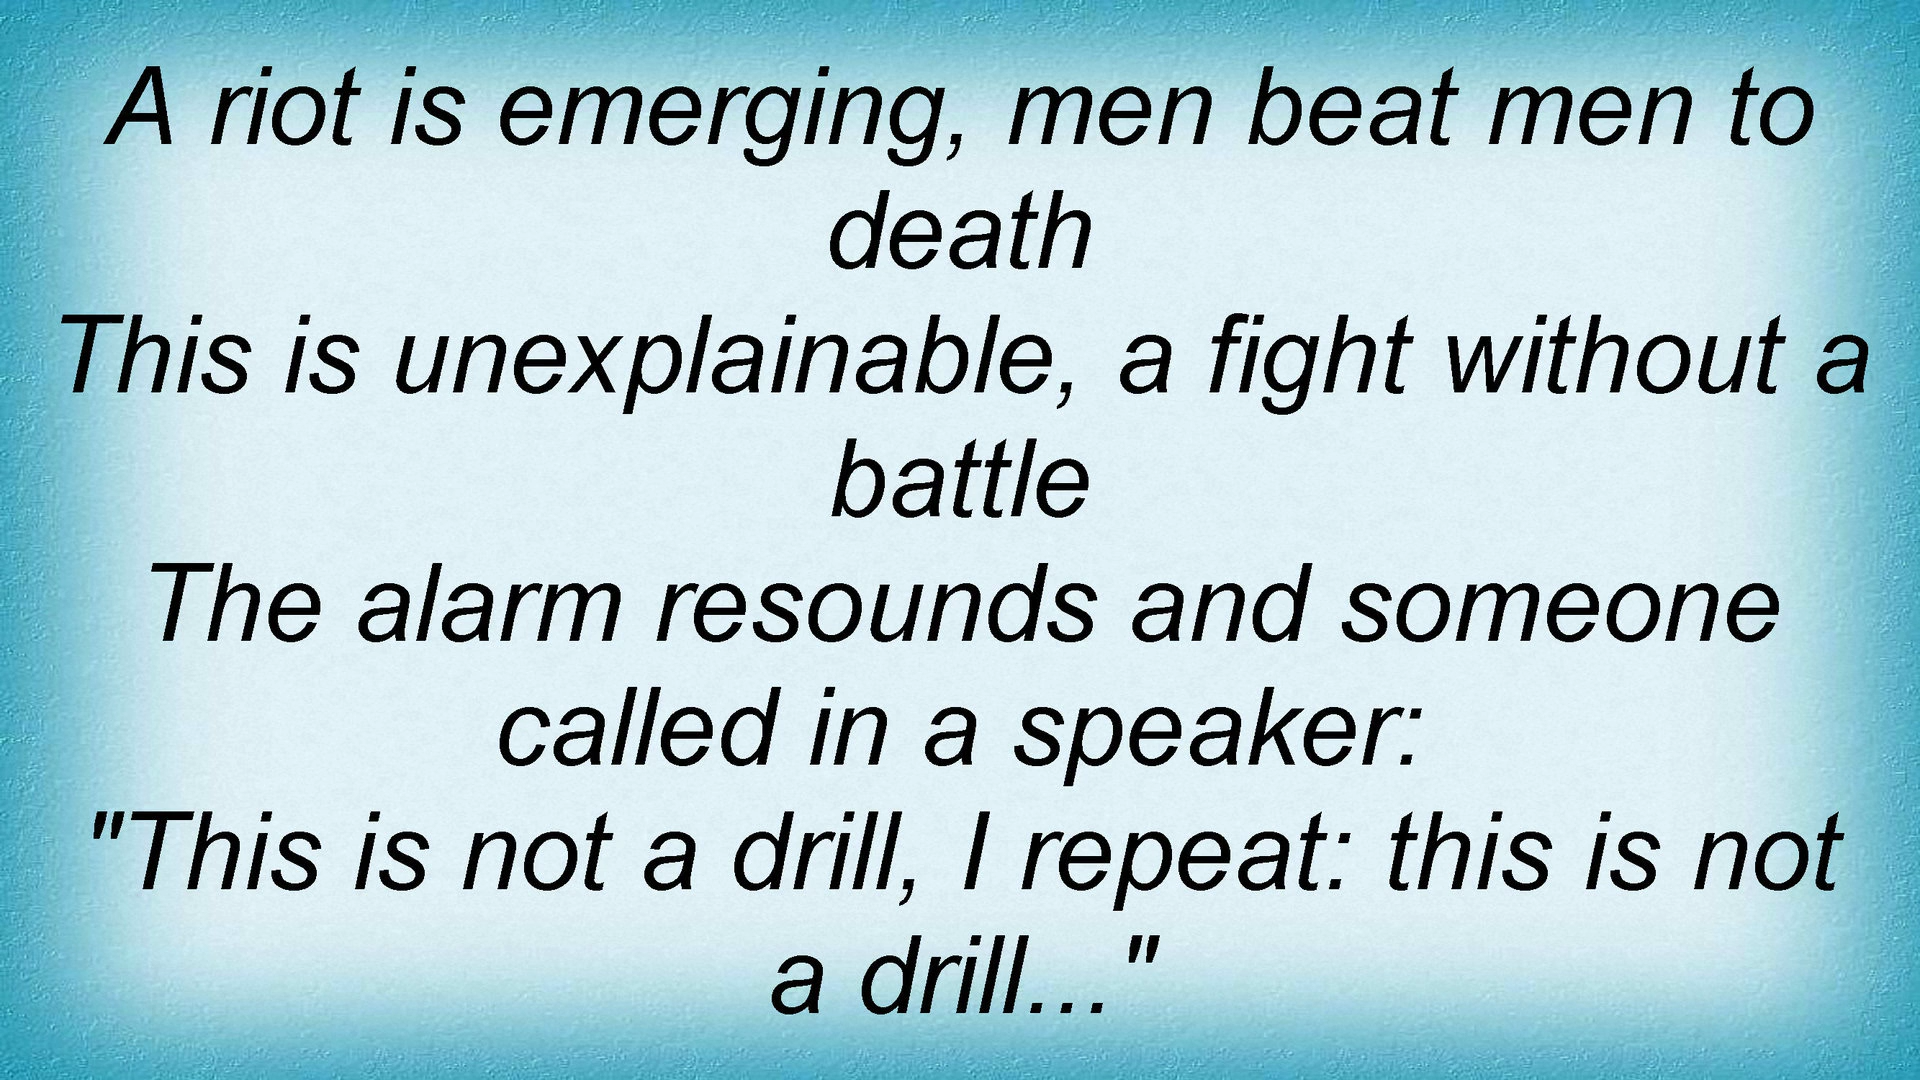 A riot is emerging, men beat men to
death
This is unexplainable, a fight without a
battle
The alarm resounds and someone
called in a speaker:
"This is not a drill, I repeat: this is not
a drill..."